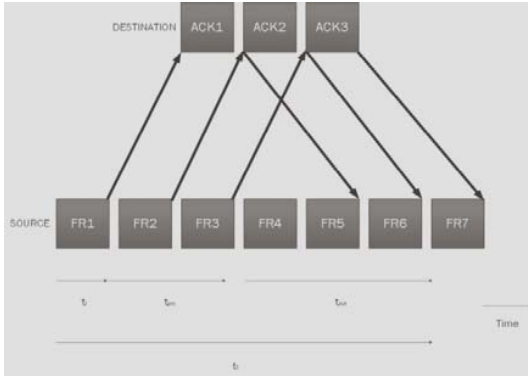 DESTINATION ACK1 ACK2 ACK3
SOURCE FR1 FR2 FR3 FR4 FR5 FR6 FR7
Time